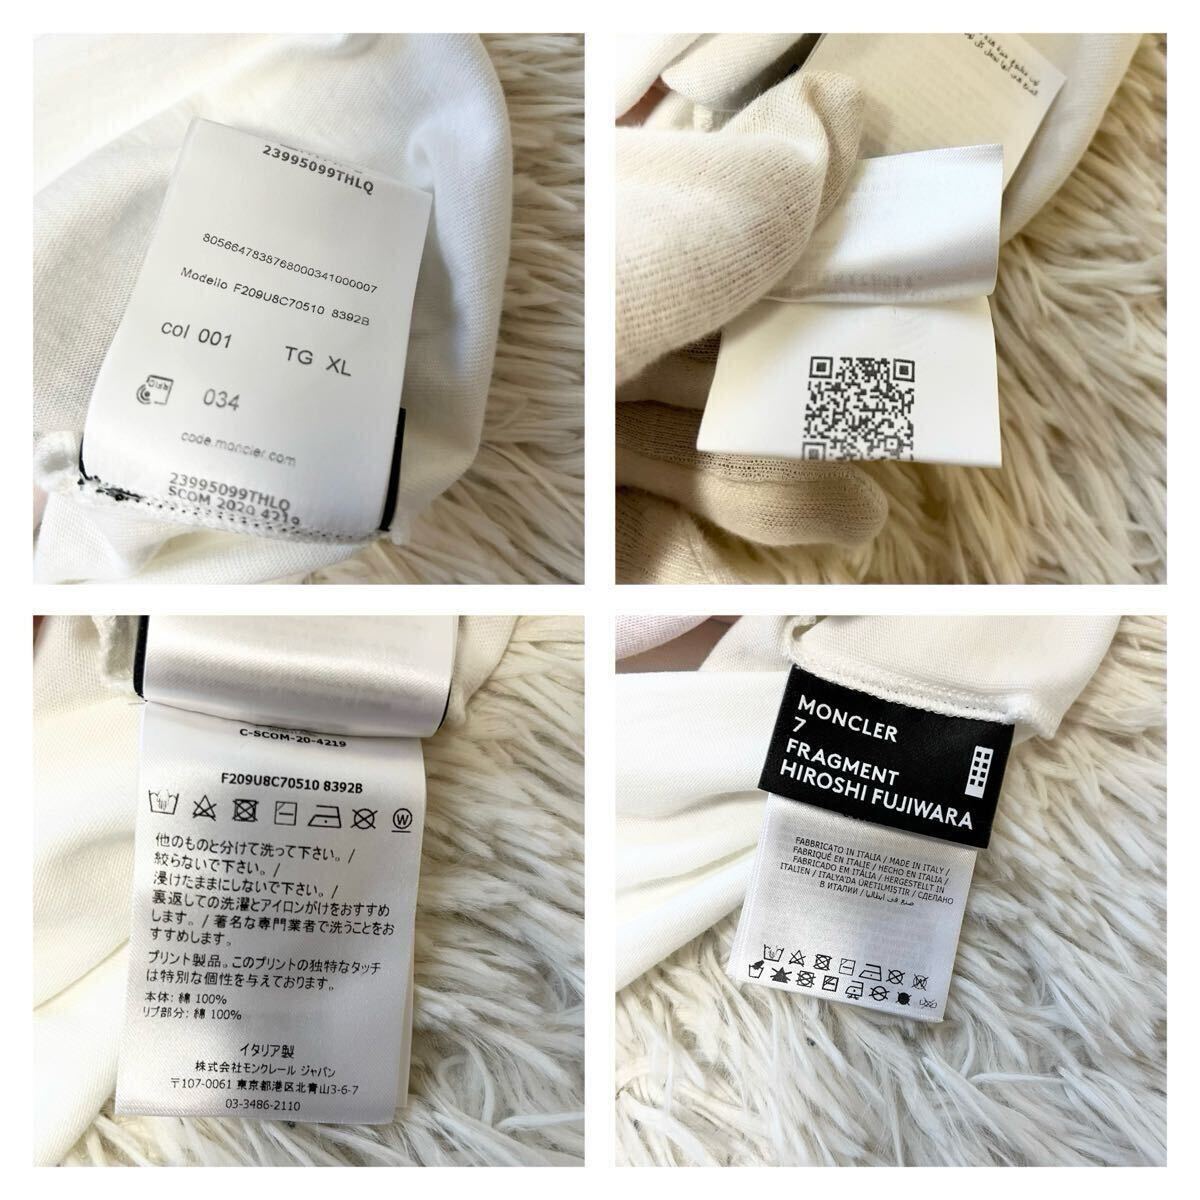 23995099THLQ
8056647838768000341000007
Modello F209U8C70510 8392B
col 001 TG XL
RFID
034
code.moncler.com
23995099THLQ
SCOM 2020 4219
C-SCOM-20-4219
F209U8C70510 8392B
W
他のものと分けて洗って下さい。/
絞らないで下さい。/
浸けたままにしないで下さい。/
裏返しての洗濯とアイロンがけをおすすめ
します。/ 著名な専門業者で洗うことをお
すすめします。
プリント製品。このプリントの独特なタッチ
は特別な個性を与えております。
本体: 綿 100%
リブ部分: 綿 100%
イタリア製
株式会社モンクレール ジャパン
〒107-0061 東京都港区北青山3-6-7
03-3486-2110
MONCLER
7
FRAGMENT
HIROSHI FUJIWARA
FABBRICATO IN ITALIA / MADE IN ITALY /
FABRIQUÉ EN ITALIE / HECHO EN ITALIA /
FABRICADO EM ITÁLIA / HERGESTELLT IN
ITALIEN / ITALYA'DA ÜRETILMISTIR / СДЕЛАНО
В ИТАЛИИ / صنع في ايطاليا